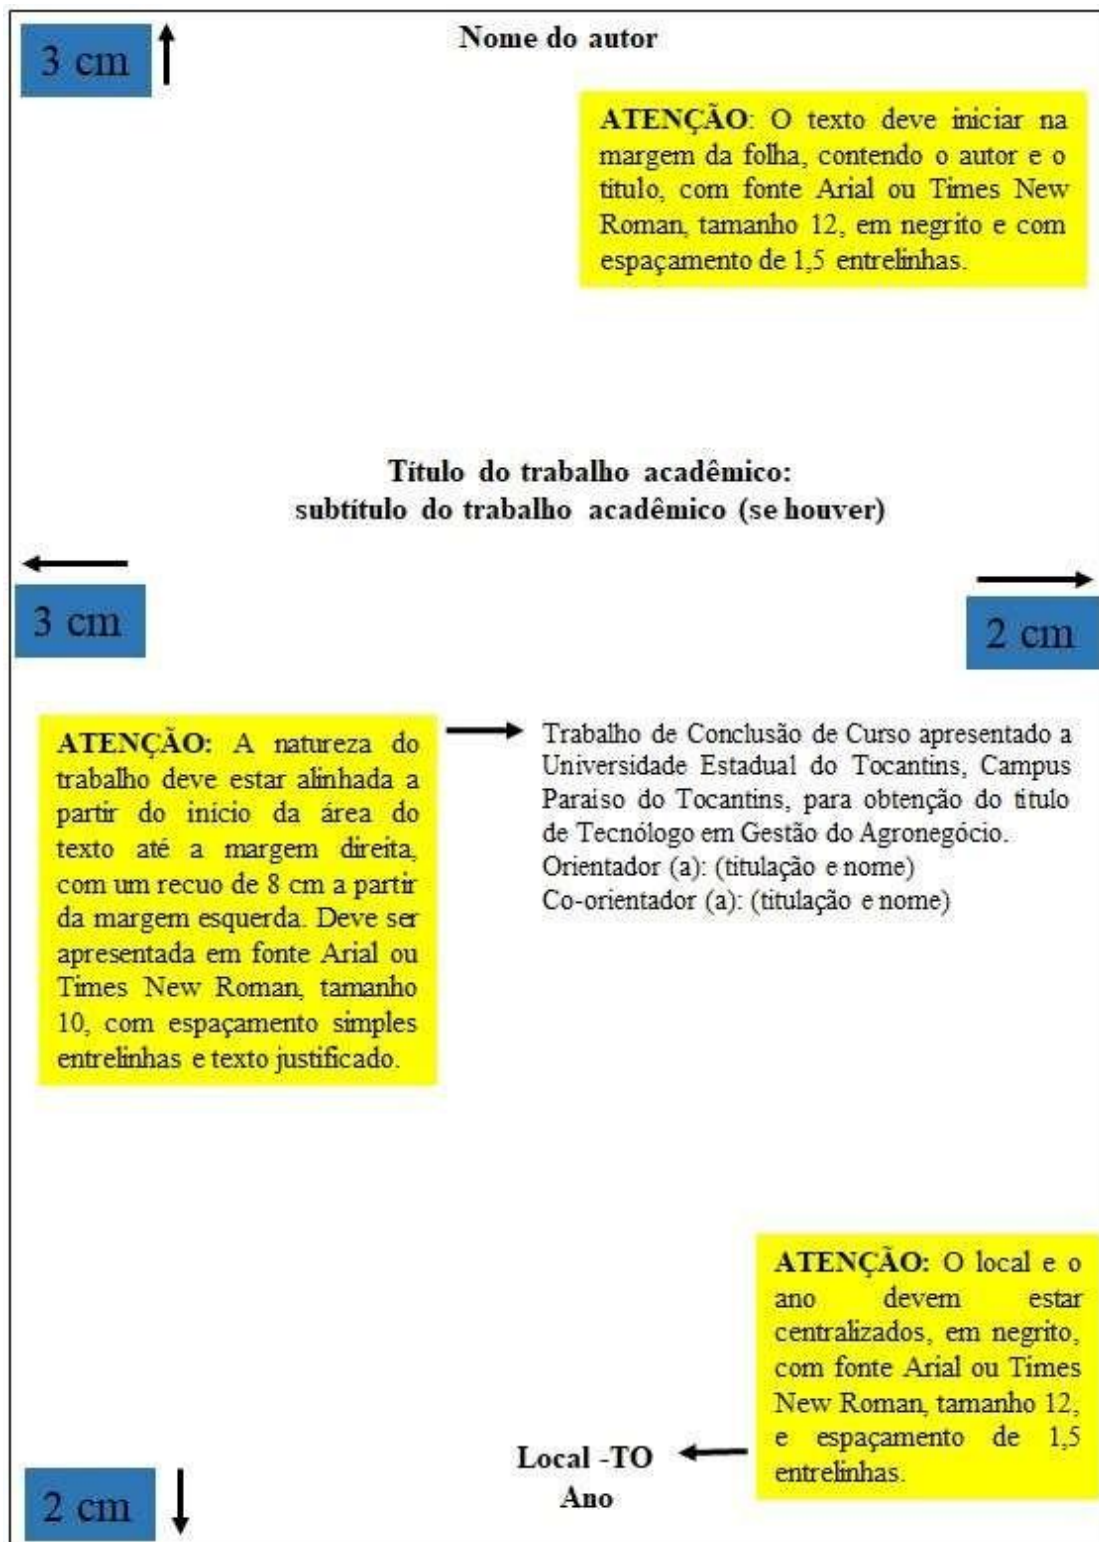 3 cm
Nome do autor
ATENÇÃO: O texto deve iniciar na
margem da folha, contendo o autor e o
titulo, com fonte Arial ou Times New
Roman, tamanho 12, em negrito e com
espaçamento de 1,5 entrelinhas.
Título do trabalho acadêmico:
subtítulo do trabalho acadêmico (se houver)
3 cm
2 cm
ATENÇÃO: A natureza do
trabalho deve estar alinhada a
partir do início da área do
texto até a margem direita,
com um recuo de 8 cm a partir
da margem esquerda. Deve ser
apresentada em fonte Arial ou
Times New Roman, tamanho
10, com espaçamento simples
entrelinhas e texto justificado.
Trabalho de Conclusão de Curso apresentado a
Universidade Estadual do Tocantins, Campus
Paraiso do Tocantins, para obtenção do titulo
de Tecnólogo em Gestão do Agronegócio.
Orientador (a): (titulação e nome)
Co-orientador (a): (titulação e nome)
ATENÇÃO: O local e o
ano devem estar
centralizados, em negrito,
com fonte Arial ou Times
New Roman, tamanho 12,
e espaçamento de 1,5
entrelinhas.
Local -TO
Ano
2 cm